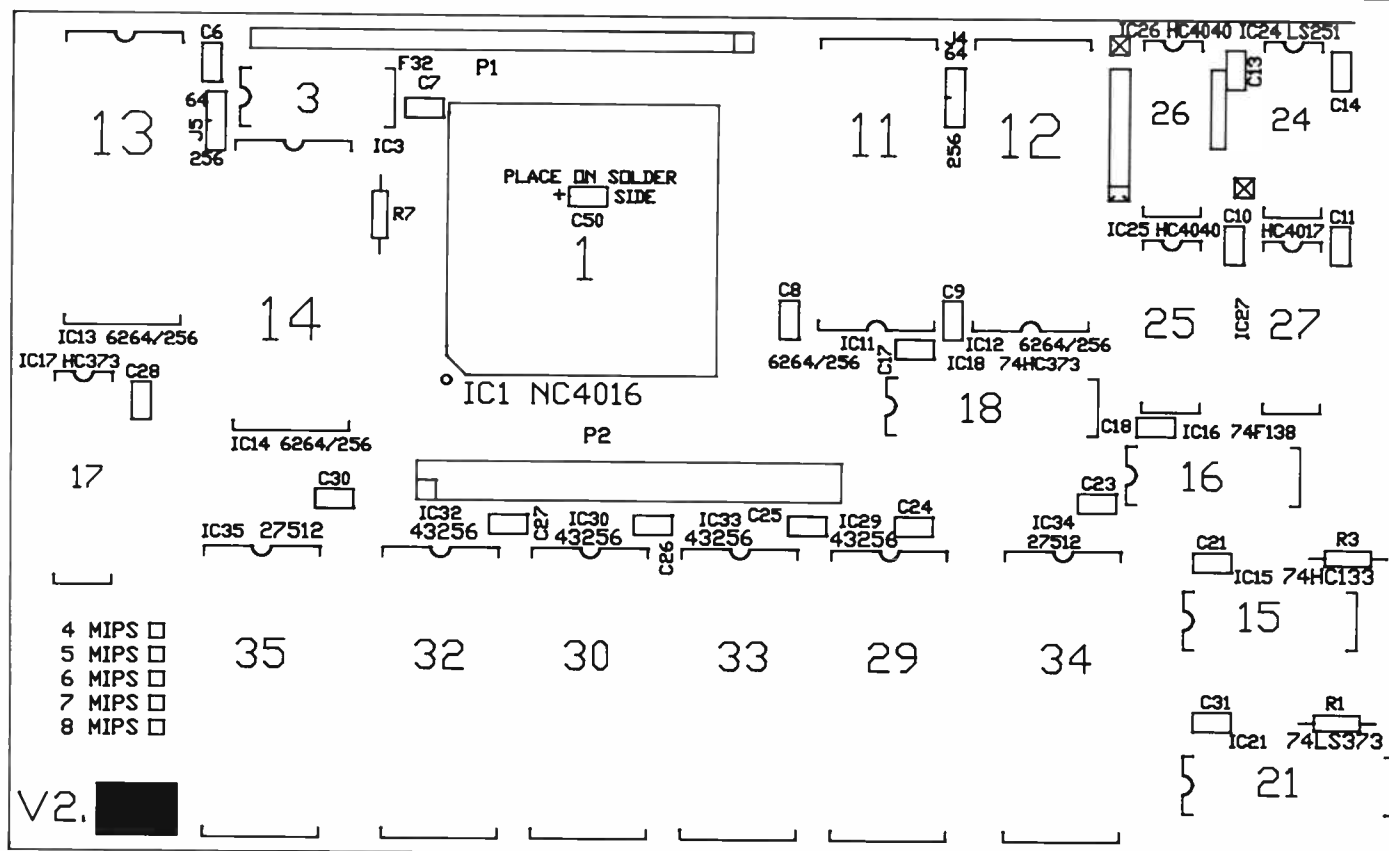 IC26 HC4040 IC24 LS251
C6
P1
F32
C7
J4
64
C13
C14
64
J5
256
3
IC3
13
11
256
12
26
24
PLACE ON SOLDER
+ SIDE
C50
R7
1
IC25 HC4040
C10
HC4017
C11
14
C8
C9
25
IC27
27
IC13 6264/256
IC11
6264/256
C17
IC12 6264/256
IC18 74HC373
IC17 HC373
C28
IC1 NC4016
18
C18
IC16 74F138
IC14 6264/256
P2
17
C30
16
C23
IC35 27512
IC32
43256
C27
IC30
43256
C26
IC33
43256
C25
IC29
43256
C24
IC34
27512
C21
R3
IC15 74HC133
15
4 MIPS
5 MIPS
6 MIPS
7 MIPS
8 MIPS
35
32
30
33
29
34
C31
R1
IC21 74LS373
21
V2.